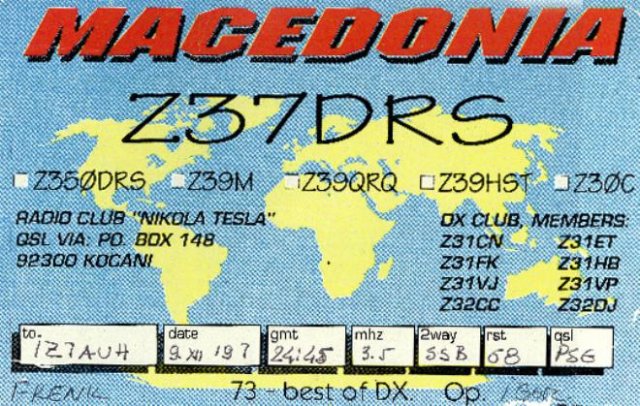 MACEDONIA
Z37DRS
Z350DRS Z39M Z39QRQ Z39HST Z30C
RADIO CLUB "NIKOLA TESLA"
QSL VIA: P.O. BOX 148
92300 KOCANI
DX CLUB, MEMBERS:
Z31CN Z31ET
Z31FK Z31HB
Z31VJ Z31VP
Z32CC Z32DJ
to. date gmt mhz 2way rst qsl
IZ7AUH 9 XII 197 24:45 3.5 SSB 58 PSE
FRENK 73 - best of DX. Op.